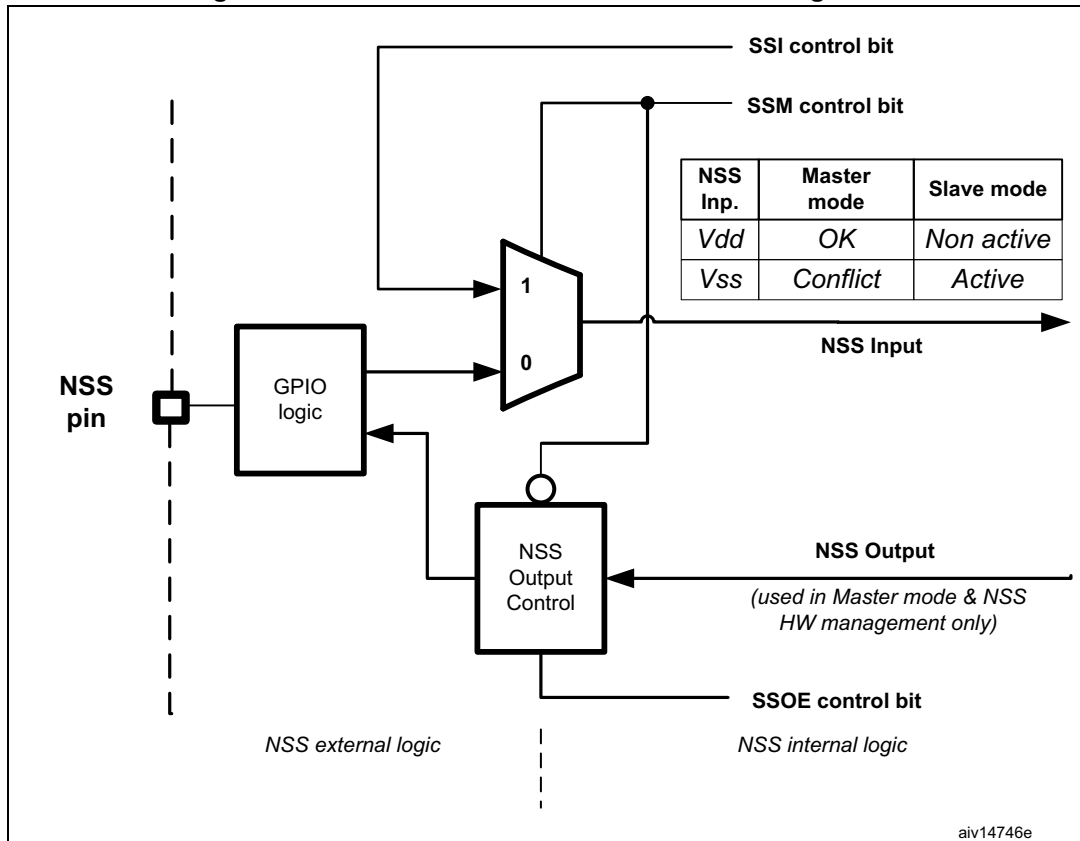 SSI control bit
SSM control bit
NSS Inp.
Master mode
Slave mode
Vdd
OK
Non active
Vss
Conflict
Active
1
0
NSS Input
NSS
pin
GPIO
logic
NSS
Output
Control
NSS Output
(used in Master mode & NSS
HW management only)
SSOE control bit
NSS external logic
NSS internal logic
aiv14746e